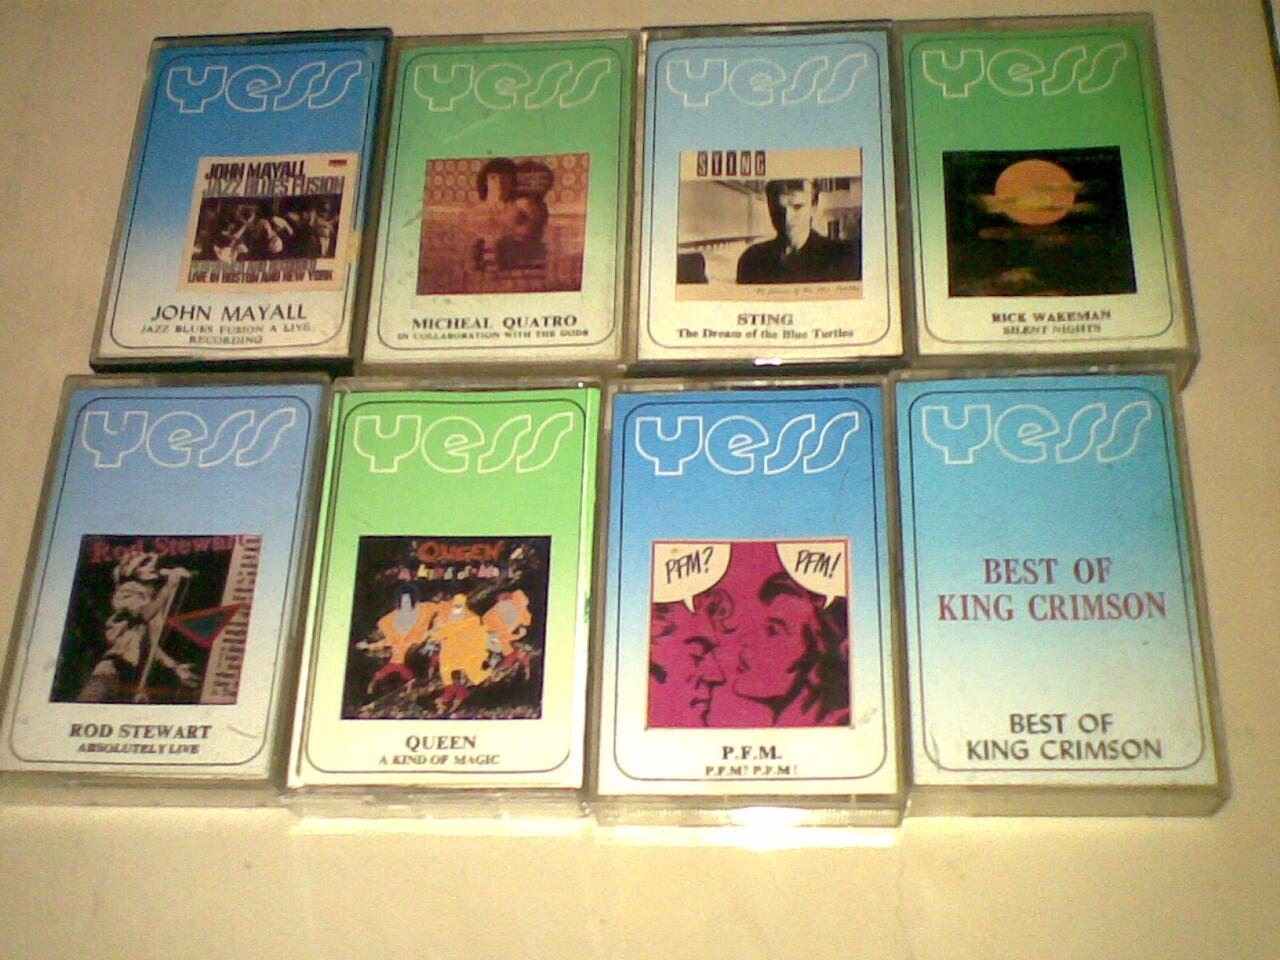 yess
JOHN MAYALL
JAZZ BLUES FUSION
LIVE IN BOSTON AND NEW YORK
JOHN MAYALL
JAZZ BLUES FUSION A LIVE
RECORDING
yess
MICHEAL QUATRO
IN COLLABORATION WITH THE GODS
yess
STING
STING
The Dream of the Blue Turtles
yess
RICK WAKEMAN
SILENT NIGHTS
yess
Rod Stewart
ROD STEWART
ABSOLUTELY LIVE
yess
QUEEN
A KIND OF MAGIC
QUEEN
A KIND OF MAGIC
yess
PFM?
PFM!
P.F.M.
P.F.M? P.F.M!
yess
BEST OF
KING CRIMSON
BEST OF
KING CRIMSON